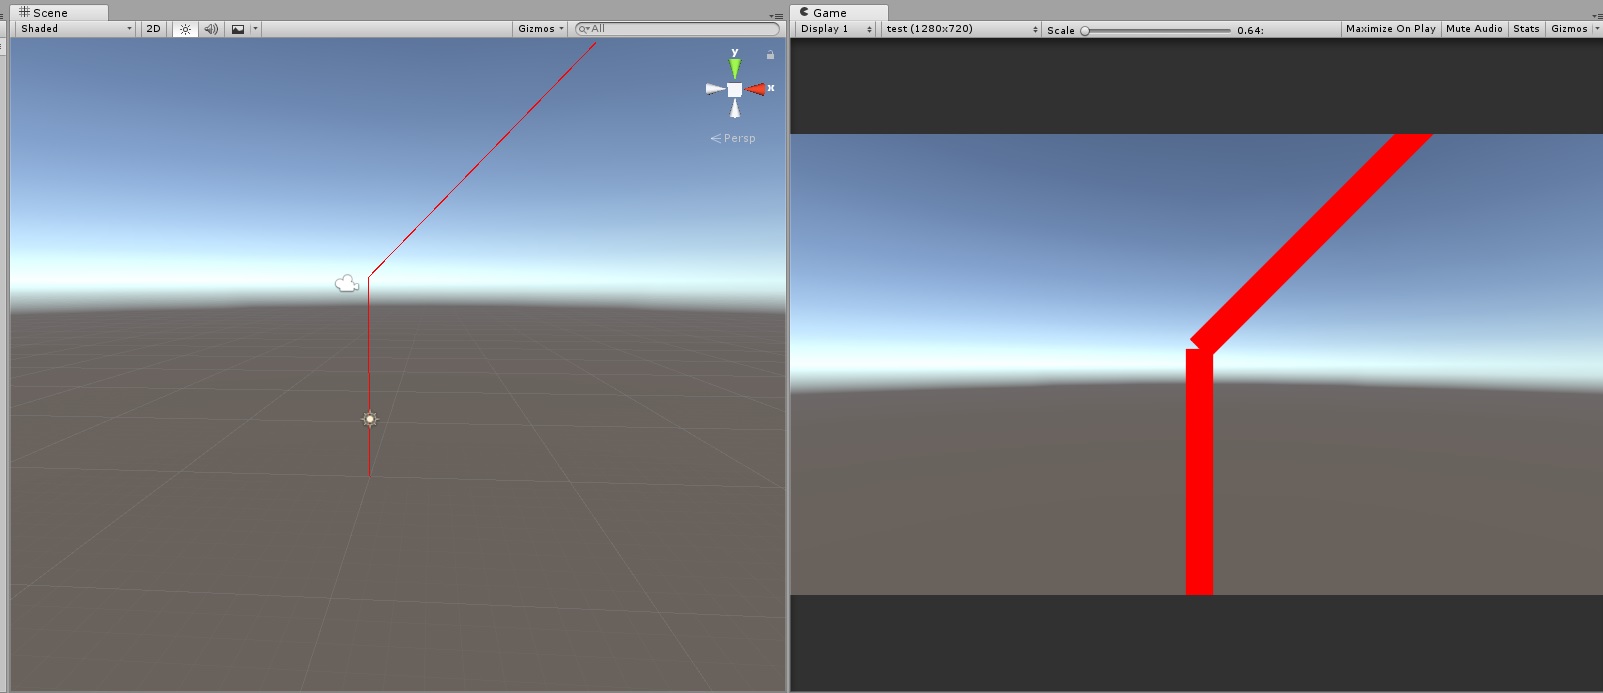 Scene
Shaded
2D
Gizmos
All
y
x
Persp
Game
Display 1
test (1280x720)
Scale
0.64:
Maximize On Play
Mute Audio
Stats
Gizmos